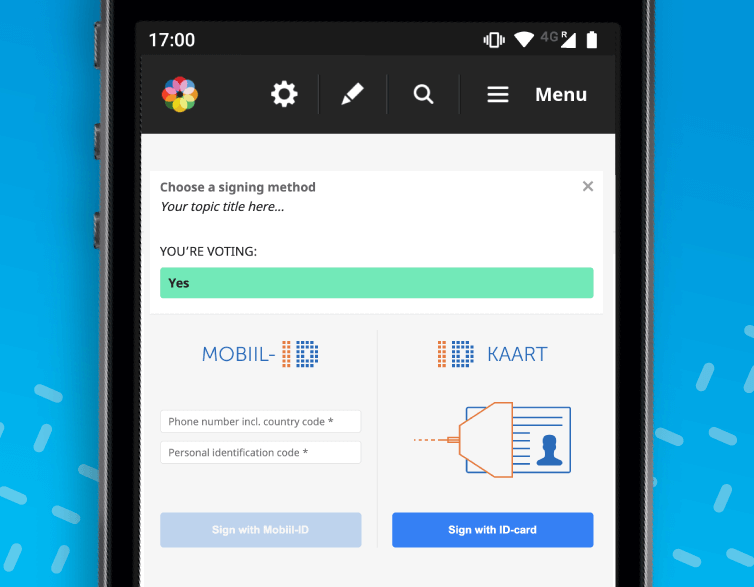 17:00
4G R
Menu
Choose a signing method
Your topic title here...
YOU’RE VOTING:
Yes
MOBIIL-ID
ID KAART
Phone number incl. country code *
Personal identification code *
Sign with Mobiil-ID
Sign with ID-card